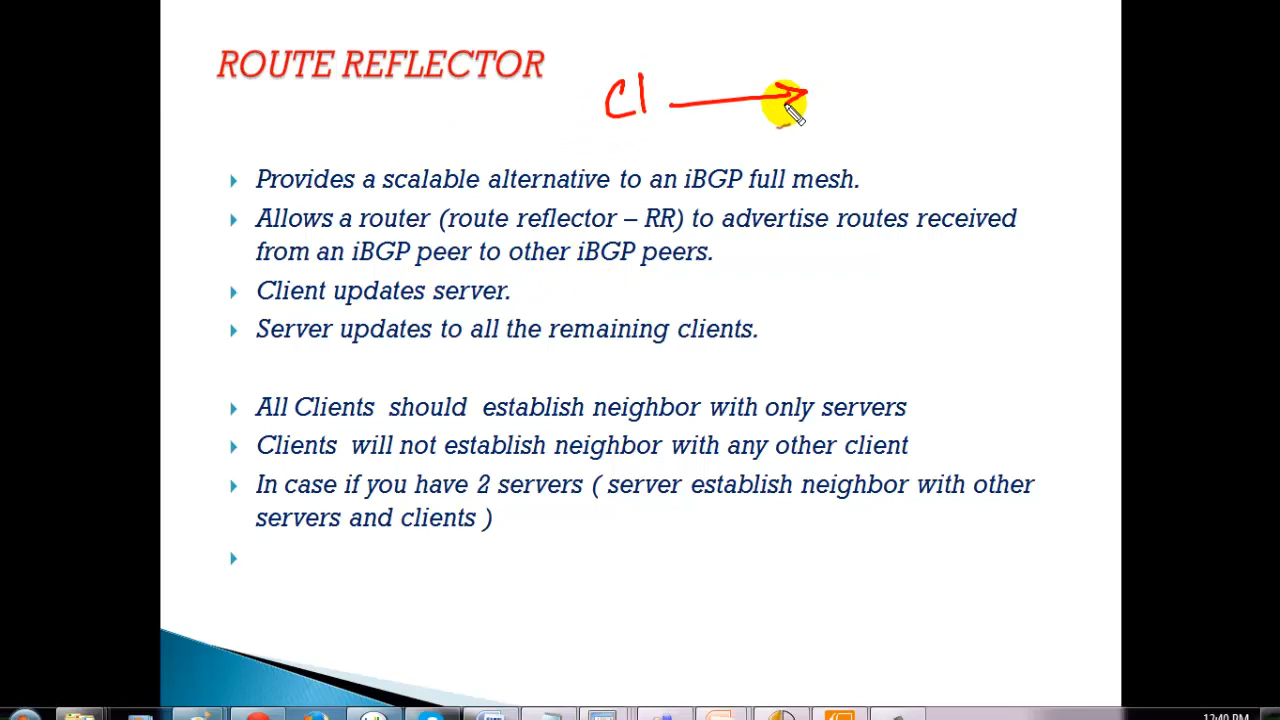 ROUTE REFLECTOR
Cl
Provides a scalable alternative to an iBGP full mesh.
Allows a router (route reflector – RR) to advertise routes received
from an iBGP peer to other iBGP peers.
Client updates server.
Server updates to all the remaining clients.
All Clients should establish neighbor with only servers
Clients will not establish neighbor with any other client
In case if you have 2 servers ( server establish neighbor with other
servers and clients )
12:40 PM